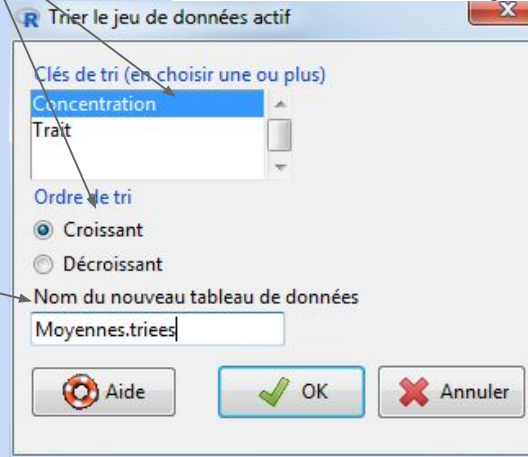 Trier le jeu de données actif
Clés de tri (en choisir une ou plus)
Concentration
Trait
Ordre de tri
Croissant
Décroissant
Nom du nouveau tableau de données
Moyennes.triees
Aide OK Annuler